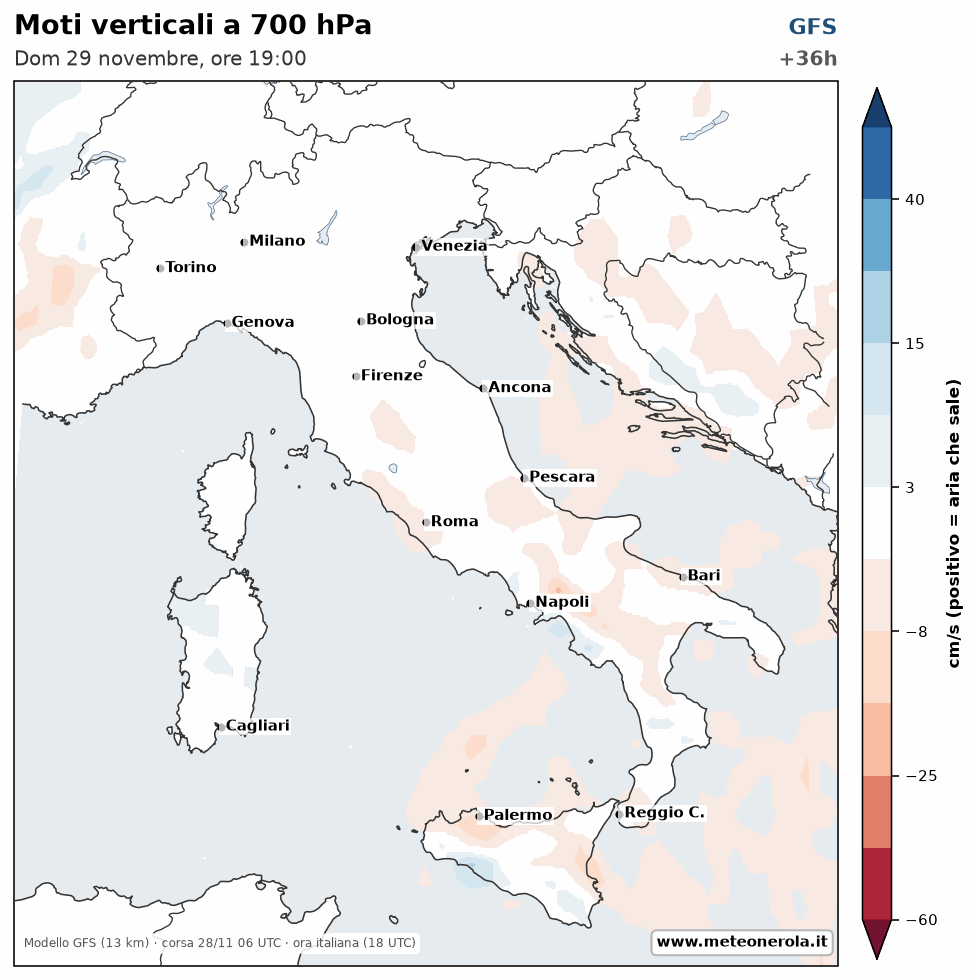 Moti verticali a 700 hPa
GFS
Dom 29 novembre, ore 19:00
+36h
Milano
Venezia
Torino
Genova
Bologna
Firenze
Ancona
Pescara
Roma
Bari
Napoli
Cagliari
Palermo
Reggio C.
40
15
3
−8
−25
−60
cm/s (positivo = aria che sale)
Modello GFS (13 km) · corsa 28/11 06 UTC · ora italiana (18 UTC)
www.meteonerola.it